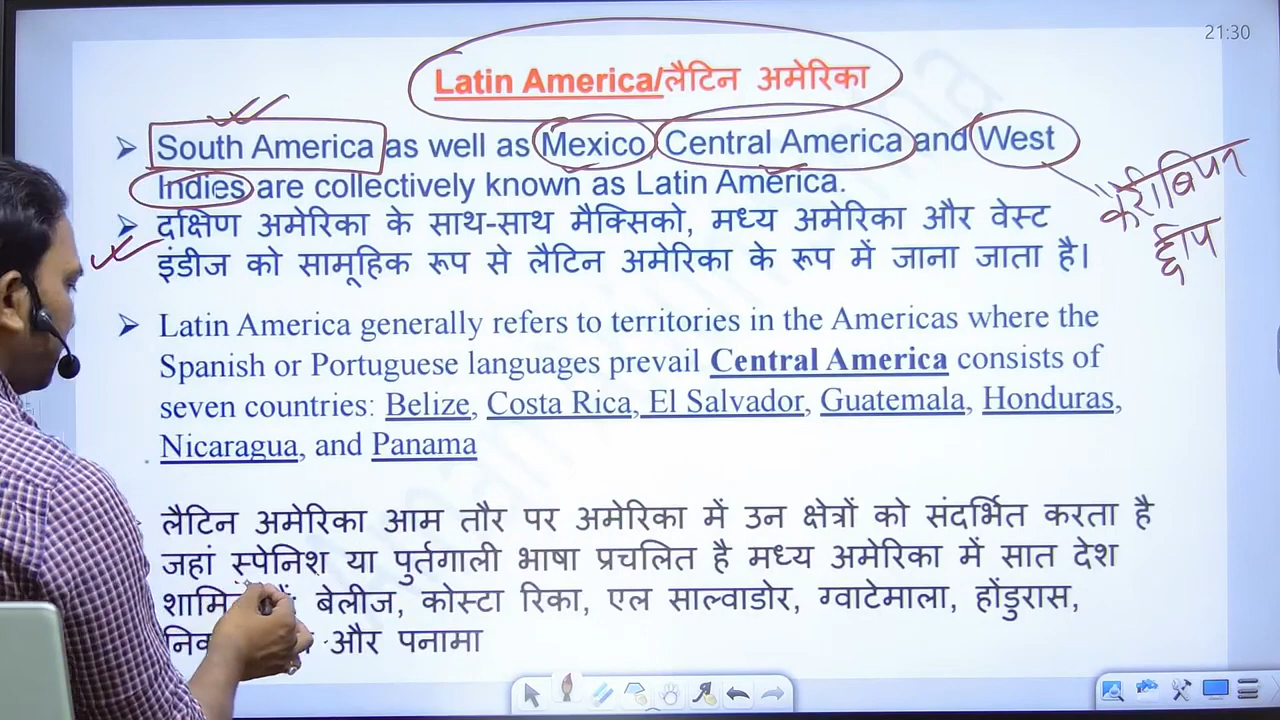 21:30
Latin America/लैटिन अमेरिका
South America as well as Mexico, Central America and West
Indies are collectively known as Latin America.
करीबियन
द्वीप
दक्षिण अमेरिका के साथ-साथ मैक्सिको, मध्य अमेरिका और वेस्ट
इंडीज को सामूहिक रूप से लैटिन अमेरिका के रूप में जाना जाता है।
Latin America generally refers to territories in the Americas where the
Spanish or Portuguese languages prevail Central America consists of
seven countries: Belize, Costa Rica, El Salvador, Guatemala, Honduras,
Nicaragua, and Panama
लैटिन अमेरिका आम तौर पर अमेरिका में उन क्षेत्रों को संदर्भित करता है
जहां स्पेनिश या पुर्तगाली भाषा प्रचलित है मध्य अमेरिका में सात देश
बेलीज, कोस्टा रिका, एल साल्वाडोर, ग्वाटेमाला, होंडुरास,
और पनामा